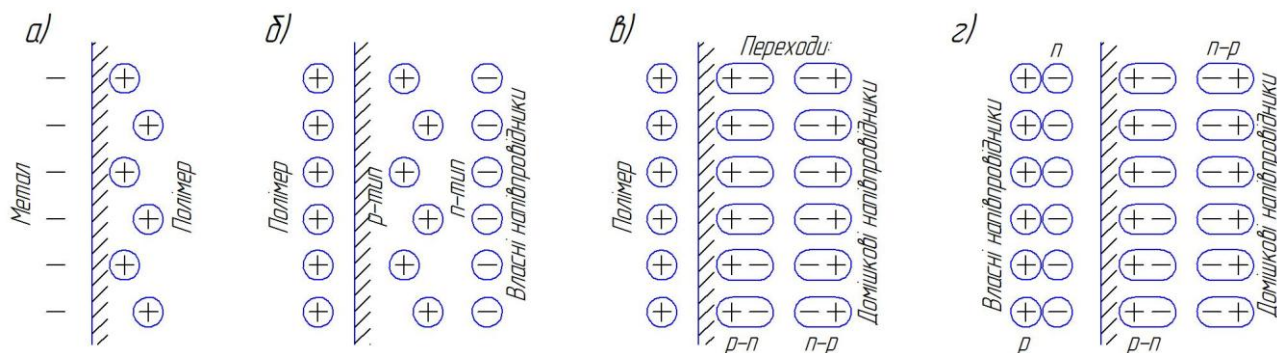 а)
Метал
Полімер
б)
Полімер
р-тип
n-тип
Власні напівпровідники
в)
Переходи:
Полімер
Домішкові напівпровідники
p-n
n-p
г)
n
n-p
Власні напівпровідники
Домішкові напівпровідники
p
p-n